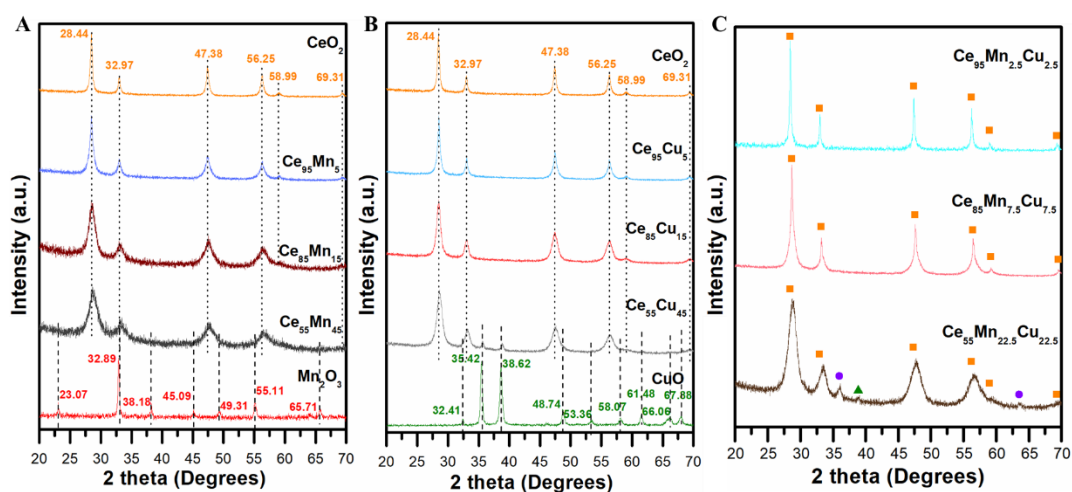 A
28.44
32.97
47.38
56.25
58.99
69.31
CeO2
Ce95Mn5
Ce85Mn15
Ce55Mn45
Mn2O3
23.07
32.89
38.18
45.09
49.31
55.11
65.71
Intensity (a.u.)
20 25 30 35 40 45 50 55 60 65 70
2 theta (Degrees)
B
28.44
32.97
47.38
56.25
58.99
69.31
CeO2
Ce95Cu5
Ce85Cu15
Ce55Cu45
CuO
32.41
35.42
38.62
48.74
53.36
58.07
61.48
66.06
67.88
Intensity (a.u.)
20 25 30 35 40 45 50 55 60 65 70
2 theta (Degrees)
C
Ce95Mn2.5Cu2.5
Ce85Mn7.5Cu7.5
Ce55Mn22.5Cu22.5
Intensity (a.u.)
20 25 30 35 40 45 50 55 60 65 70
2 theta (Degrees)